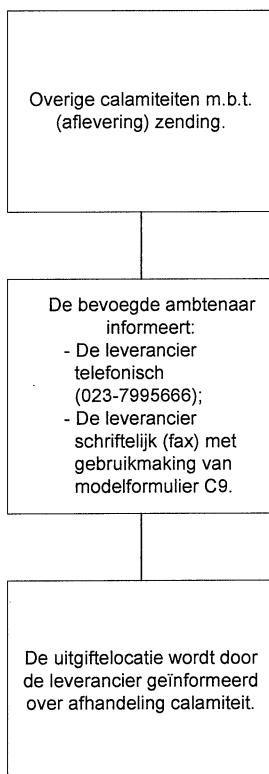 Overige calamiteiten m.b.t.
(aflevering) zending.
De bevoegde ambtenaar
informeert:
- De leverancier
telefonisch
(023-7995666);
- De leverancier
schriftelijk (fax) met
gebruikmaking van
modelformulier C9.
De uitgiftelocatie wordt door
de leverancier geïnformeerd
over afhandeling calamiteit.